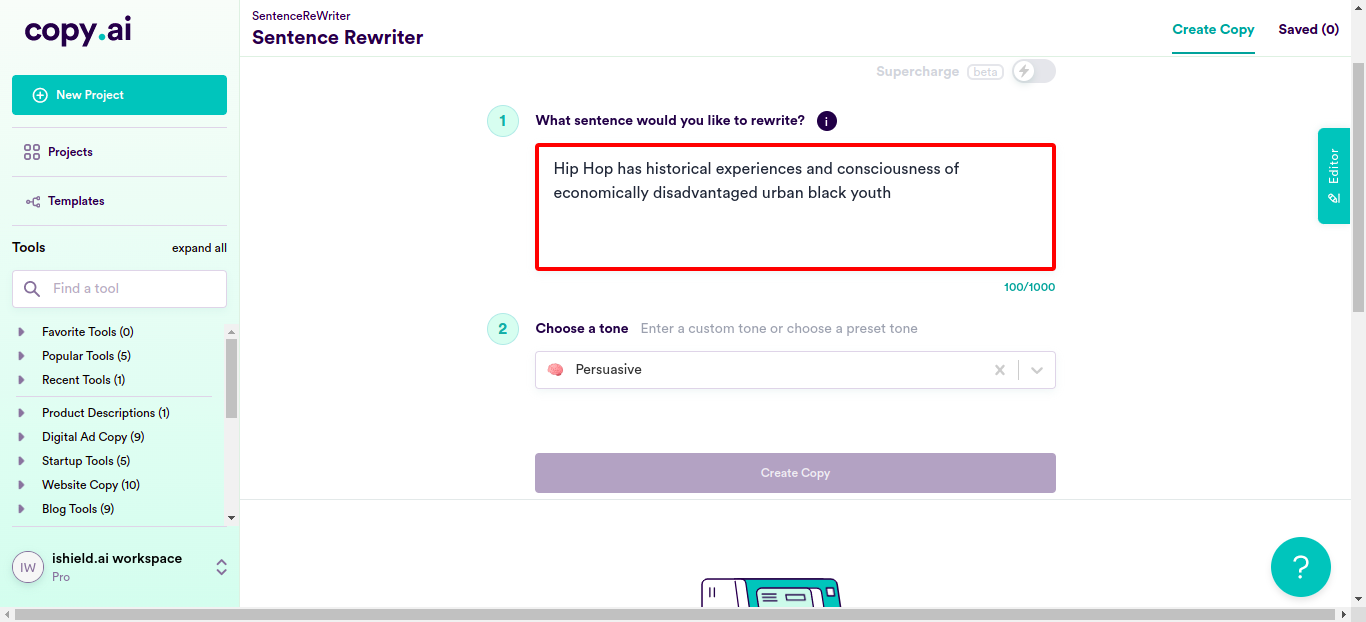 copy.ai
New Project
Projects
Templates
Tools
expand all
Find a tool
Favorite Tools (0)
Popular Tools (5)
Recent Tools (1)
Product Descriptions (1)
Digital Ad Copy (9)
Startup Tools (5)
Website Copy (10)
Blog Tools (9)
IW
ishield.ai workspace
Pro
SentenceReWriter
Sentence Rewriter
Create Copy
Saved (0)
Supercharge beta
1
What sentence would you like to rewrite?
i
Hip Hop has historical experiences and consciousness of
economically disadvantaged urban black youth
100/1000
2
Choose a tone
Enter a custom tone or choose a preset tone
Persuasive
Create Copy
Editor
?